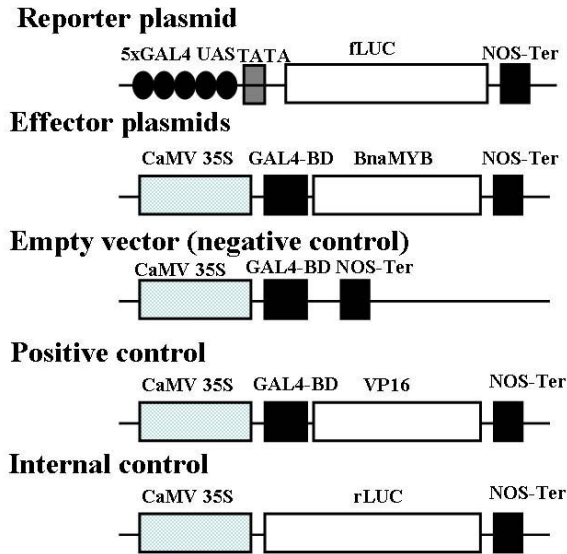 Reporter plasmid
5xGAL4 UAS TATA fLUC NOS-Ter
Effector plasmids
CaMV 35S GAL4-BD BnaMYB NOS-Ter
Empty vector (negative control)
CaMV 35S GAL4-BD NOS-Ter
Positive control
CaMV 35S GAL4-BD VP16 NOS-Ter
Internal control
CaMV 35S rLUC NOS-Ter